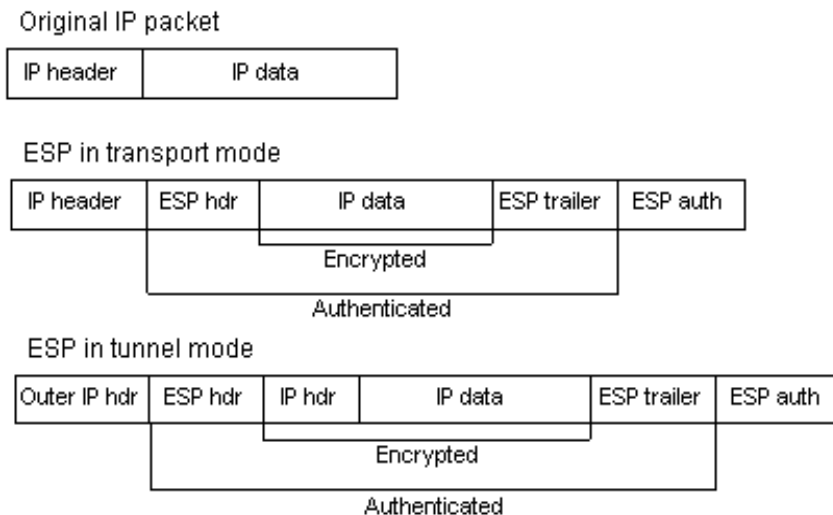 Original IP packet
IP header IP data
ESP in transport mode
IP header ESP hdr IP data ESP trailer ESP auth
Encrypted
Authenticated
ESP in tunnel mode
Outer IP hdr ESP hdr IP hdr IP data ESP trailer ESP auth
Encrypted
Authenticated